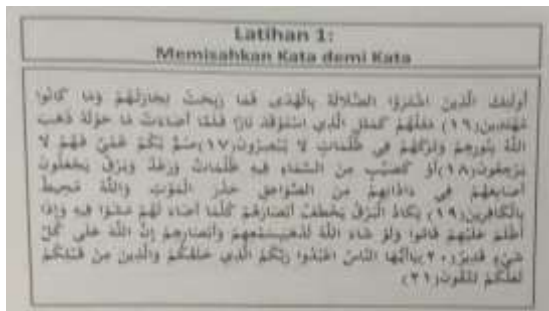 Latihan 1:
Memisahkan Kata demi Kata
أولئك الذين اشتروا الضلالة بالهدى فما ربحت تجارتهم وما كانوا
مهتدين(١٦) مثلهم كمثل الذي استوقد نارا فلما أضاءت ما حوله ذهب
الله بنورهم وتركهم في ظلمات لا يبصرون(١٧)صم بكم عمي فهم لا
يرجعون(١٨)أو كصيب من السماء فيه ظلمات ورعد وبرق يجعلون
أصابعهم في ءاذانهم من الصواعق حذر الموت والله محيط
بالكافرين(١٩) يكاد البرق يخطف أبصارهم كلما أضاء لهم مشوا فيه وإذا
أظلم عليهم قاموا ولو شاء الله لذهب بسمعهم وأبصارهم إن الله على كل
شيء قدير(٢٠)ياأيها الناس اعبدوا ربكم الذي خلقكم والذين من قبلكم
لعلكم تتقون(٢١)